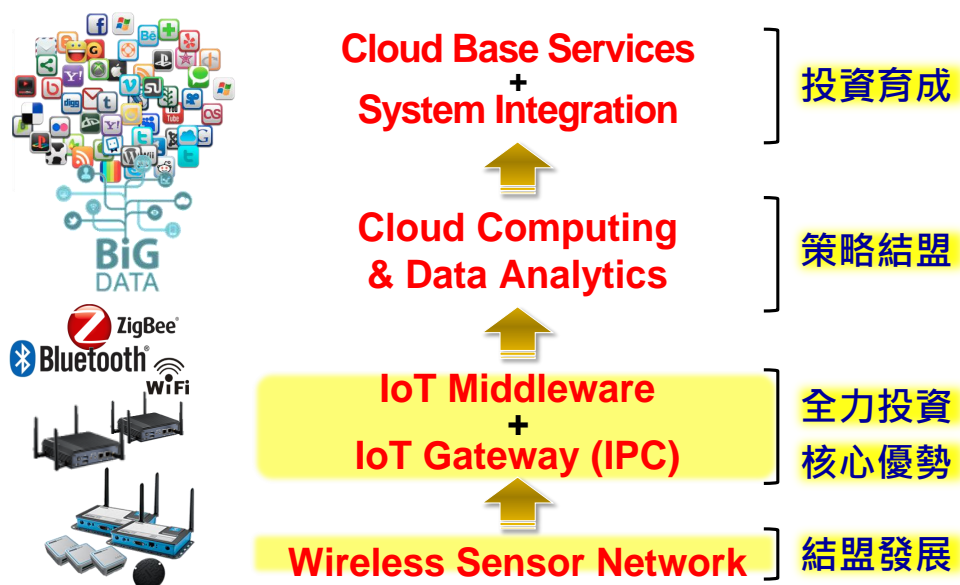 Cloud Base Services
+
System Integration
投資育成
Cloud Computing
& Data Analytics
策略結盟
BiG
DATA
ZigBee
Bluetooth
WiFi
IoT Middleware
+
IoT Gateway (IPC)
全力投資
核心優勢
Wireless Sensor Network
結盟發展